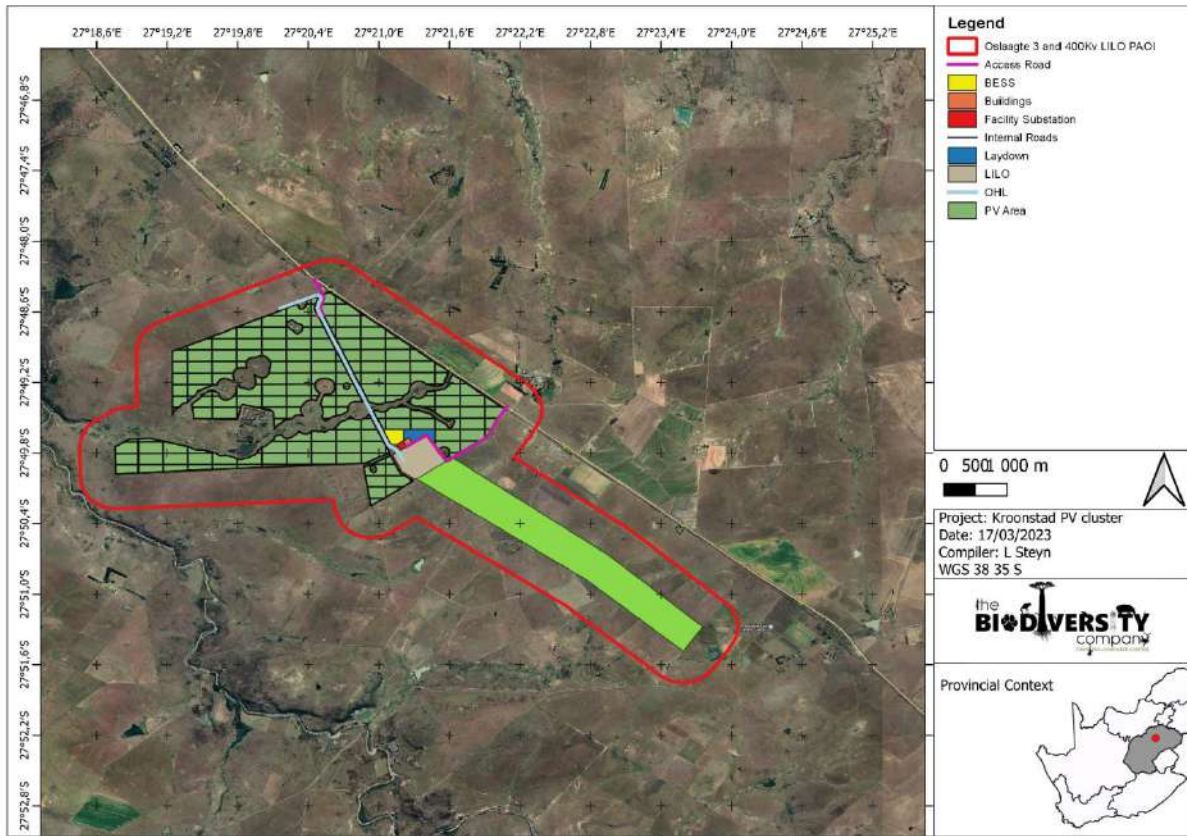 27°18,6'E 27°19,2'E 27°19,8'E 27°20,4'E 27°21,0'E 27°21,6'E 27°22,2'E 27°22,8'E 27°23,4'E 27°24,0'E 27°24,6'E 27°25,2'E
27°46,8'S
27°47,4'S
27°48,0'S
27°48,6'S
27°49,2'S
27°49,8'S
27°50,4'S
27°51,0'S
27°51,6'S
27°52,2'S
27°52,8'S
Legend
Oslaagte 3 and 400Kv LILO PAOI
Access Road
BESS
Buildings
Facility Substation
Internal Roads
Laydown
LILO
OHL
PV Area
0 500 1 000 m
Project: Kroonstad PV cluster
Date: 17/03/2023
Compiler: L Steyn
WGS 38 35 S
the
BIODIVERSITY
company
Provincial Context